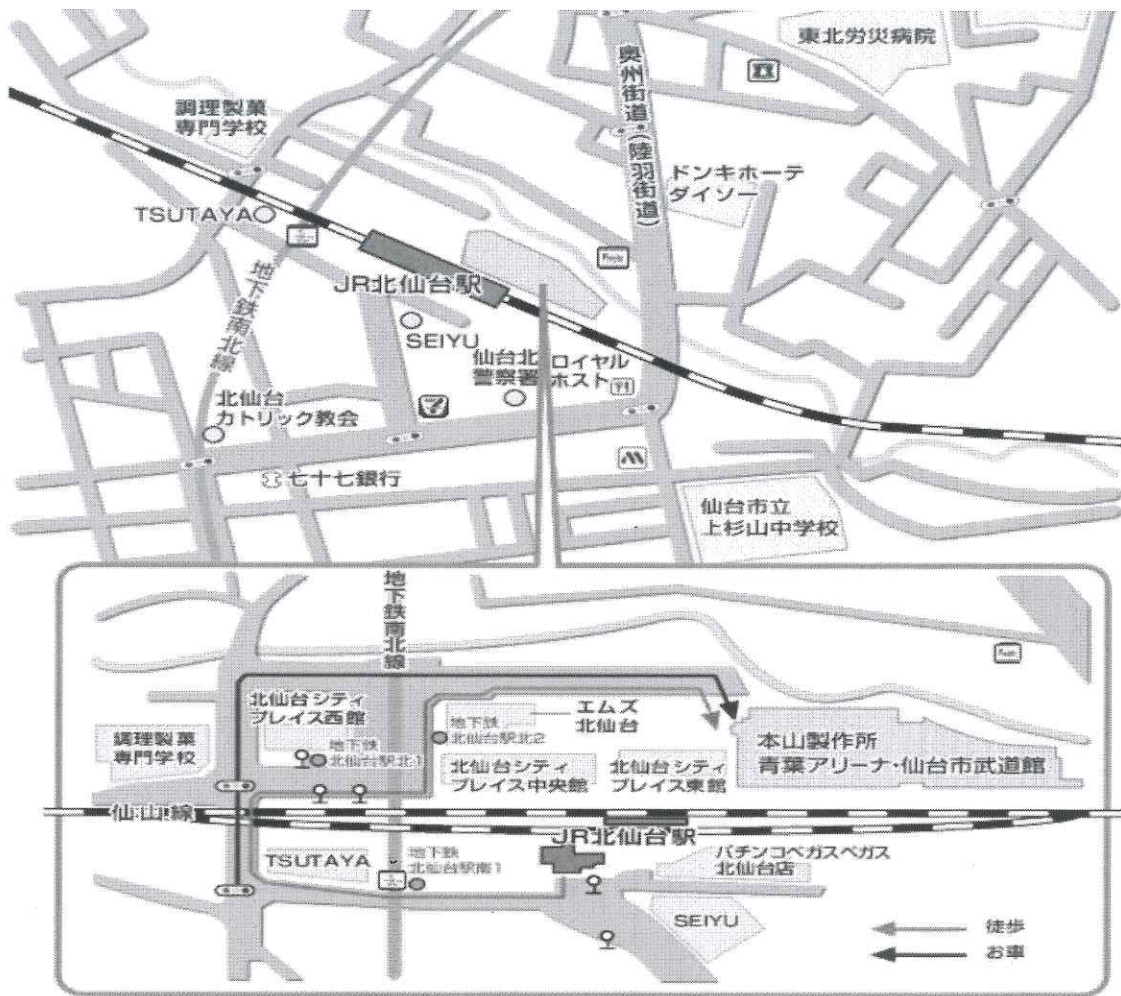 東北労災病院
奥州街道(陸羽街道)
調理製菓
専門学校
ドンキホーテ
ダイソー
TSUTAYA
JR北仙台駅
地下鉄南北線
SEIYU
仙台北
警察署
ロイヤル
ホスト
北仙台
カトリック教会
七十七銀行
仙台市立
上杉山中学校
地下鉄南北線
北仙台シティ
プレイス西館
エムズ
北仙台
地下鉄
北仙台駅北2
調理製菓
専門学校
地下鉄
北仙台駅北1
本山製作所
青葉アリーナ・仙台市武道館
北仙台シティ
プレイス中央館
北仙台シティ
プレイス東館
仙山線
JR北仙台駅
TSUTAYA
地下鉄
北仙台駅南1
パチンコベガスベガス
北仙台店
SEIYU
徒歩
お車